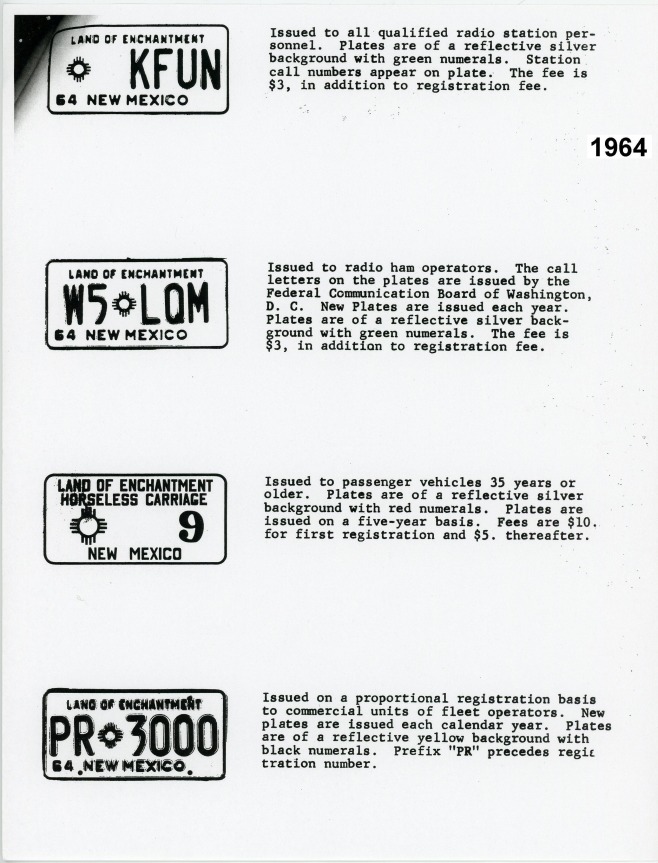 LAND OF ENCHANTMENT
KFUN
64 NEW MEXICO
Issued to all qualified radio station per-
sonnel. Plates are of a reflective silver
background with green numerals. Station
call numbers appear on plate. The fee is
$3, in addition to registration fee.
1964
LAND OF ENCHANTMENT
W5 LQM
64 NEW MEXICO
Issued to radio ham operators. The call
letters on the plates are issued by the
Federal Communication Board of Washington,
D. C. New Plates are issued each year.
Plates are of a reflective silver back-
ground with green numerals. The fee is
$3, in addition to registration fee.
LAND OF ENCHANTMENT
HORSELESS CARRIAGE
9
NEW MEXICO
Issued to passenger vehicles 35 years or
older. Plates are of a reflective silver
background with red numerals. Plates are
issued on a five-year basis. Fees are $10.
for first registration and $5. thereafter.
LAND OF ENCHANTMENT
PR 3000
64 NEW MEXICO
Issued on a proportional registration basis
to commercial units of fleet operators. New
plates are issued each calendar year. Plates
are of a reflective yellow background with
black numerals. Prefix "PR" precedes regis
tration number.